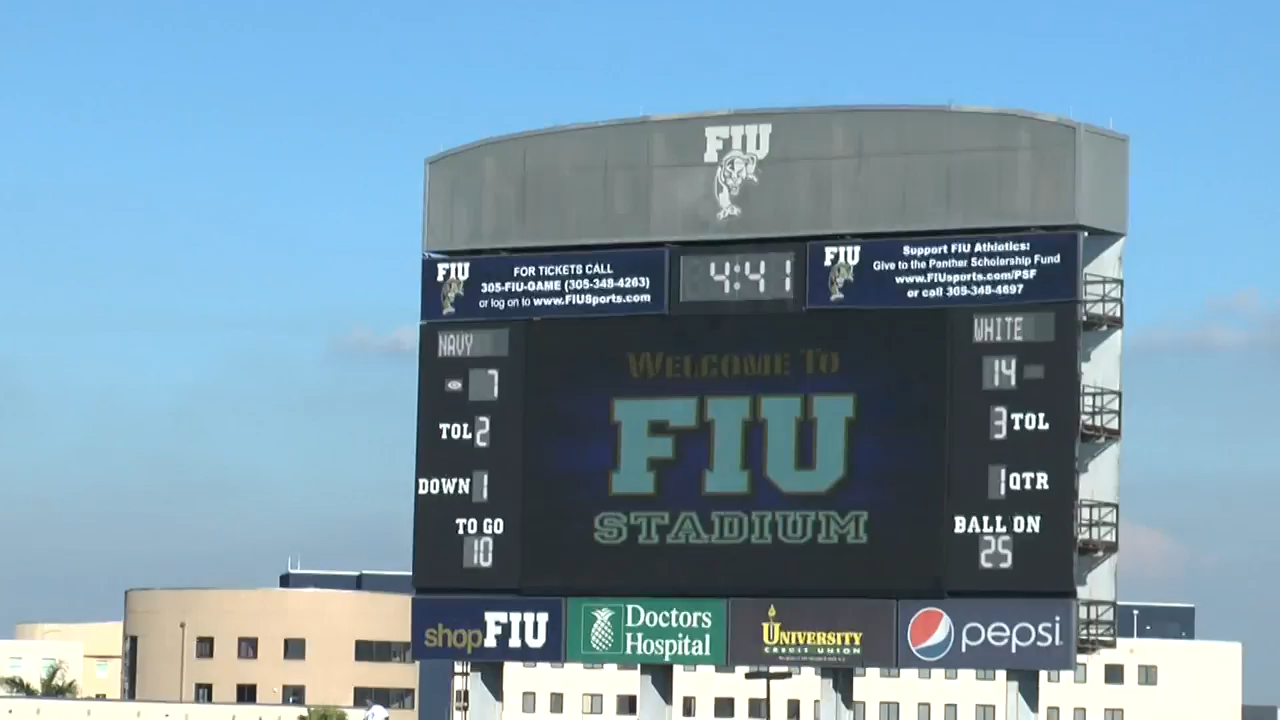 FIU
FIU
FOR TICKETS CALL
305-FIU-GAME (305-348-4263)
or log on to www.FIUSports.com
4:41
FIU
Support FIU Athletics:
Give to the Panther Scholarship Fund
www.FIUsports.com/PSF
or call 305-348-4697
NAVY
7
TOL 2
DOWN 1
TO GO
10
WELCOME TO
FIU
STADIUM
WHITE
14
3 TOL
1 QTR
BALL ON
25
shop FIU
Doctors
Hospital
UNIVERSITY
CREDIT UNION
pepsi